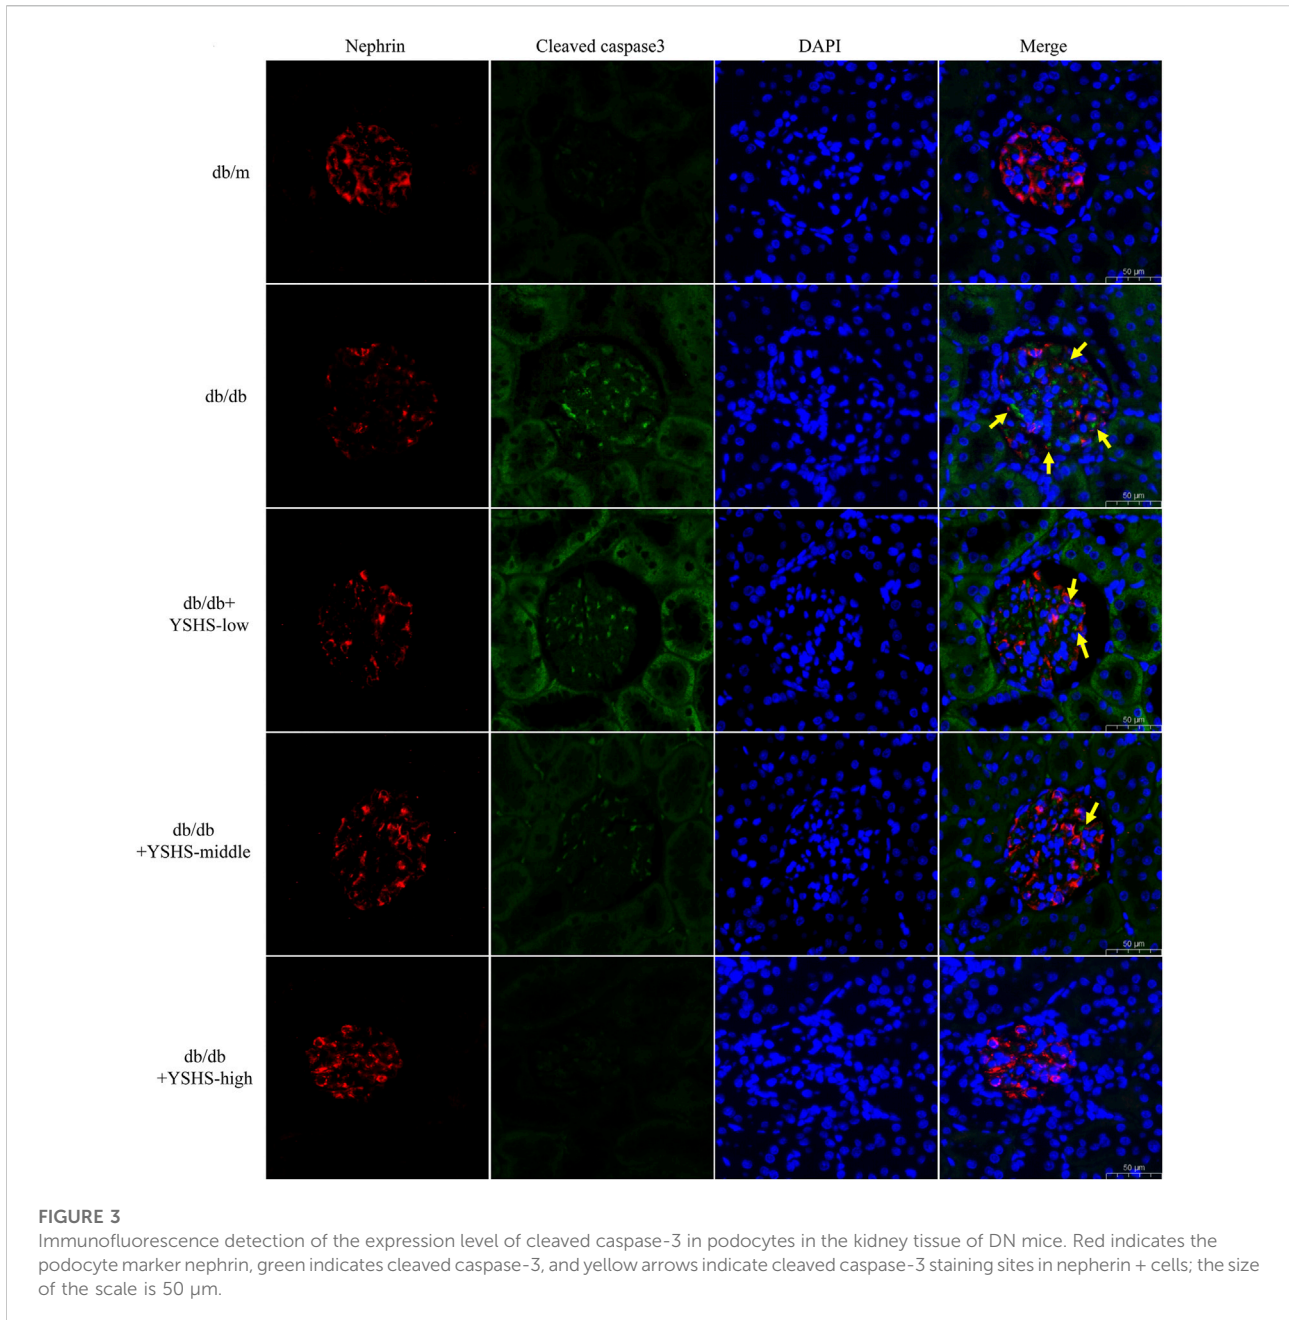 Nephrin Cleaved caspase3 DAPI Merge
db/m
50 µm
db/db
50 µm
db/db+
YSHS-low
50 µm
db/db
+YSHS-middle
50 µm
db/db
+YSHS-high
50 µm
FIGURE 3
Immunofluorescence detection of the expression level of cleaved caspase-3 in podocytes in the kidney tissue of DN mice. Red indicates the
podocyte marker nephrin, green indicates cleaved caspase-3, and yellow arrows indicate cleaved caspase-3 staining sites in nepherin + cells; the size
of the scale is 50 µm.